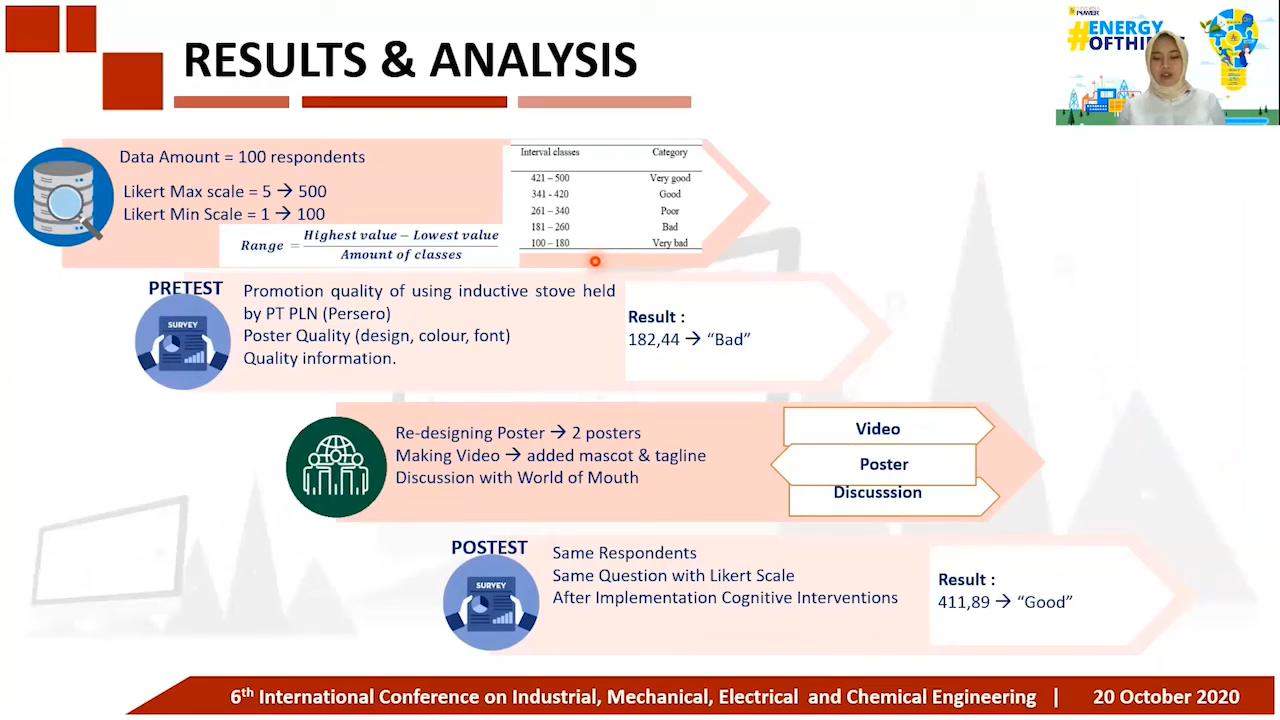 RESULTS & ANALYSIS
#ENERGY
Data Amount = 100 respondents
Likert Max scale = 5 → 500
Likert Min Scale = 1 → 100
Range = Highest value − Lowest value
Amount of classes
Interval classes Category
421 – 500 Very good
341 - 420 Good
261 – 340 Poor
181 – 260 Bad
100 – 180 Very bad
PRETEST
SURVEY
Promotion quality of using inductive stove held
by PT PLN (Persero)
Poster Quality (design, colour, font)
Quality information.
Result :
182,44 → “Bad”
Re-designing Poster → 2 posters
Making Video → added mascot & tagline
Discussion with World of Mouth
Video
Poster
Discusssion
POSTEST
SURVEY
Same Respondents
Same Question with Likert Scale
After Implementation Cognitive Interventions
Result :
411,89 → “Good”
6th International Conference on Industrial, Mechanical, Electrical and Chemical Engineering | 20 October 2020